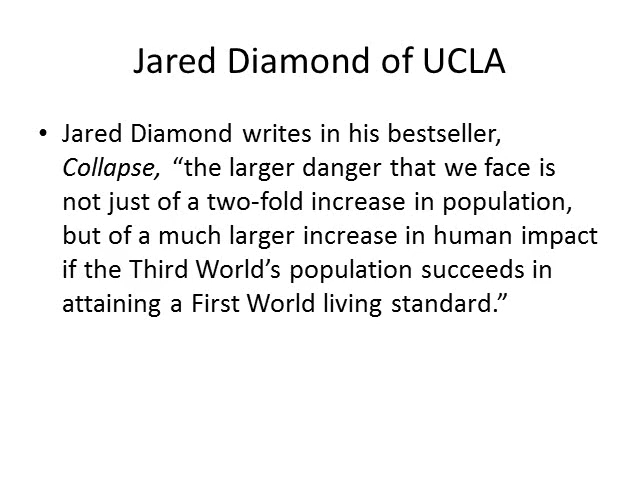 Jared Diamond of UCLA
• Jared Diamond writes in his bestseller,
Collapse, “the larger danger that we face is
not just of a two-fold increase in population,
but of a much larger increase in human impact
if the Third World’s population succeeds in
attaining a First World living standard.”